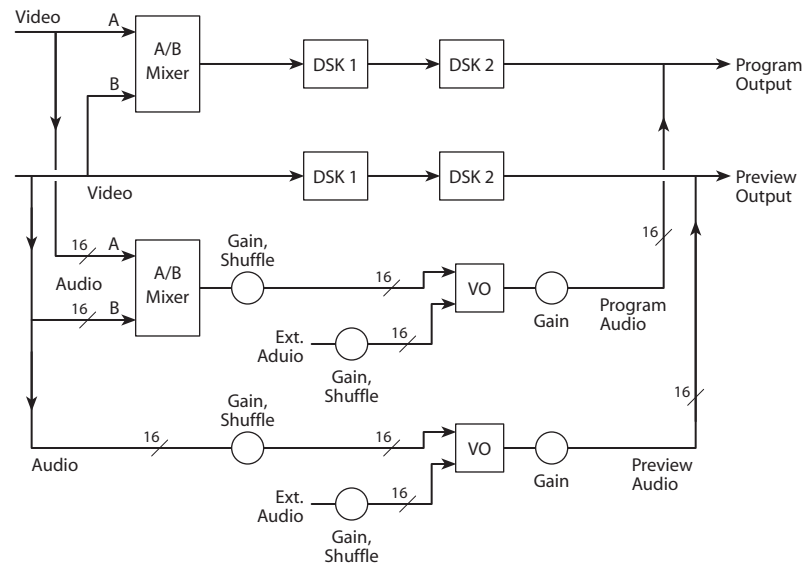 Video
A
A/B
Mixer
B
DSK 1
DSK 2
Program
Output
Video
DSK 1
DSK 2
Preview
Output
16
A
Audio
16
B
A/B
Mixer
Gain,
Shuffle
16
VO
Gain
16
Program
Audio
Ext.
Aduio
16
Gain,
Shuffle
Audio
16
Gain,
Shuffle
16
VO
Gain
16
Preview
Audio
Ext.
Audio
16
Gain,
Shuffle